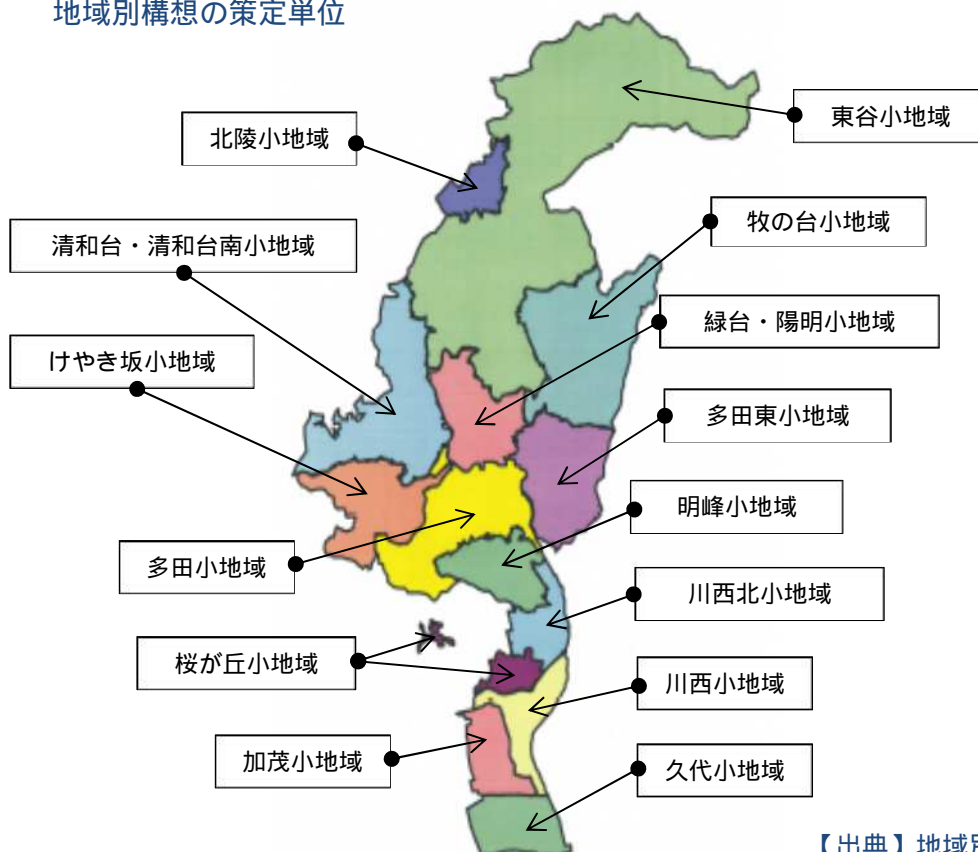 地域別構想の策定単位
東谷小地域
北陵小地域
牧の台小地域
清和台・清和台南小地域
緑台・陽明小地域
けやき坂小地域
多田東小地域
明峰小地域
多田小地域
川西北小地域
桜が丘小地域
川西小地域
加茂小地域
久代小地域
【出典】地域別